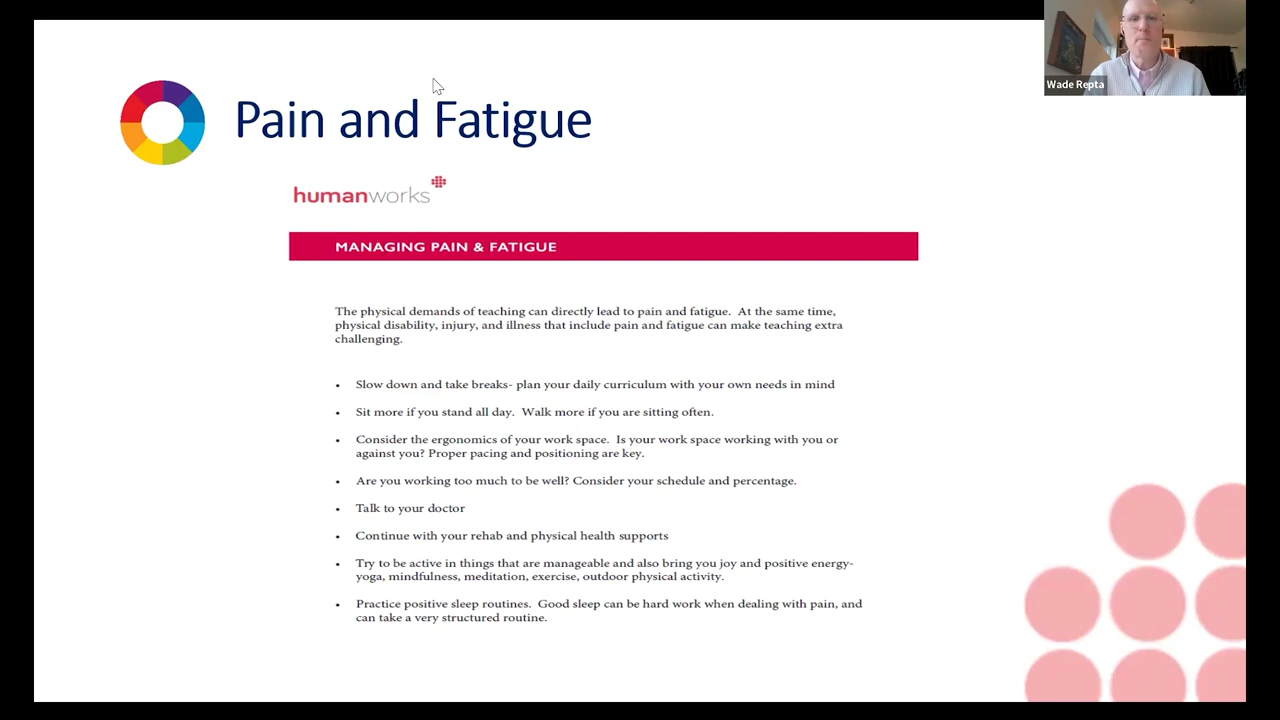 Wade Repta
Pain and Fatigue
humanworks
MANAGING PAIN & FATIGUE
The physical demands of teaching can directly lead to pain and fatigue.  At the same time,
physical disability, injury, and illness that include pain and fatigue can make teaching extra
challenging.
• Slow down and take breaks- plan your daily curriculum with your own needs in mind
• Sit more if you stand all day.  Walk more if you are sitting often.
• Consider the ergonomics of your work space.  Is your work space working with you or
against you? Proper pacing and positioning are key.
• Are you working too much to be well? Consider your schedule and percentage.
• Talk to your doctor
• Continue with your rehab and physical health supports
• Try to be active in things that are manageable and also bring you joy and positive energy-
yoga, mindfulness, meditation, exercise, outdoor physical activity.
• Practice positive sleep routines.  Good sleep can be hard work when dealing with pain, and
can take a very structured routine.